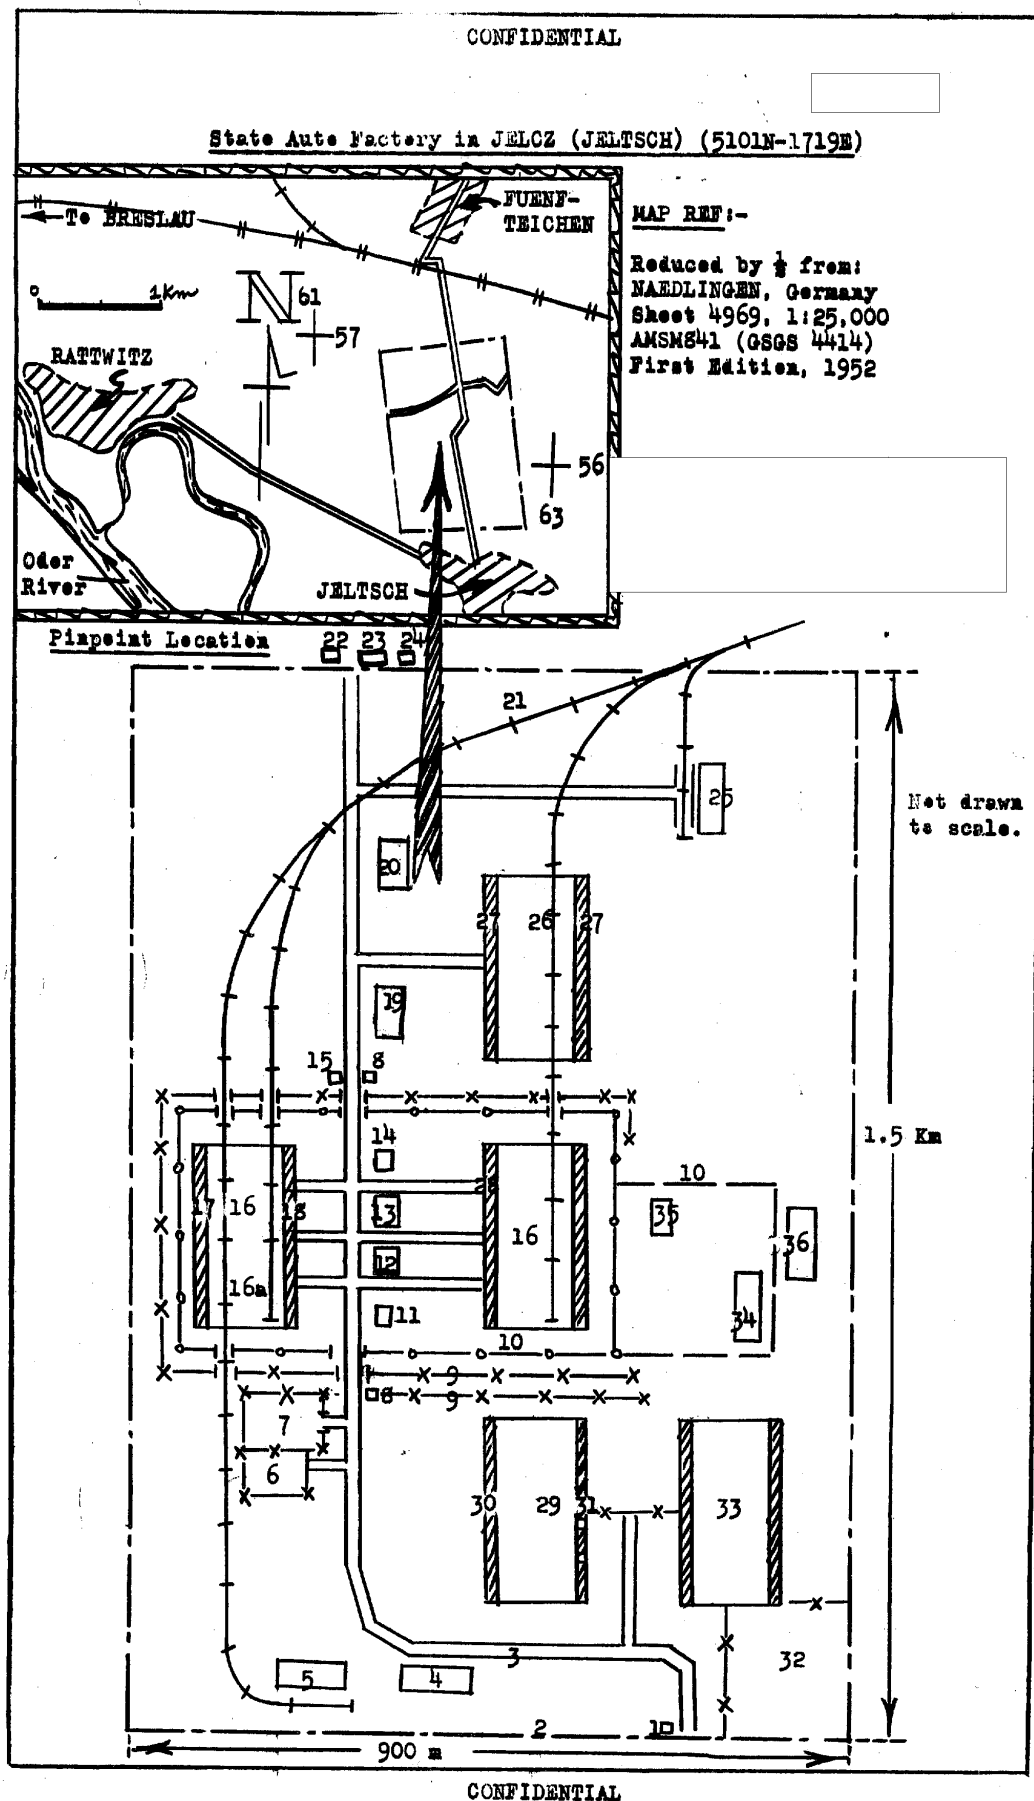 CONFIDENTIAL
State Auto Factory in JELCZ (JELTSCH) (5101N-1719E)
To BRESLAU
FUENF-
TEICHEN
MAP REF:-
Reduced by ½ from:
NAEDLINGEN, Germany
Sheet 4969, 1:25,000
AMSM841 (GSGS 4414)
First Edition, 1952
0 1Km
N
61
57
RATTWITZ
56
63
Oder
River
JELTSCH
Pinpoint Location
22 23 24
21
25
Not drawn
to scale.
20
27 26 27
19
15 8
14
1.5 Km
10
17 16 18
13
35
16
36
12
16a
11
34
10
9
8 9
7
6
30 29 31
33
3
32
5
4
2
1
900 m
CONFIDENTIAL